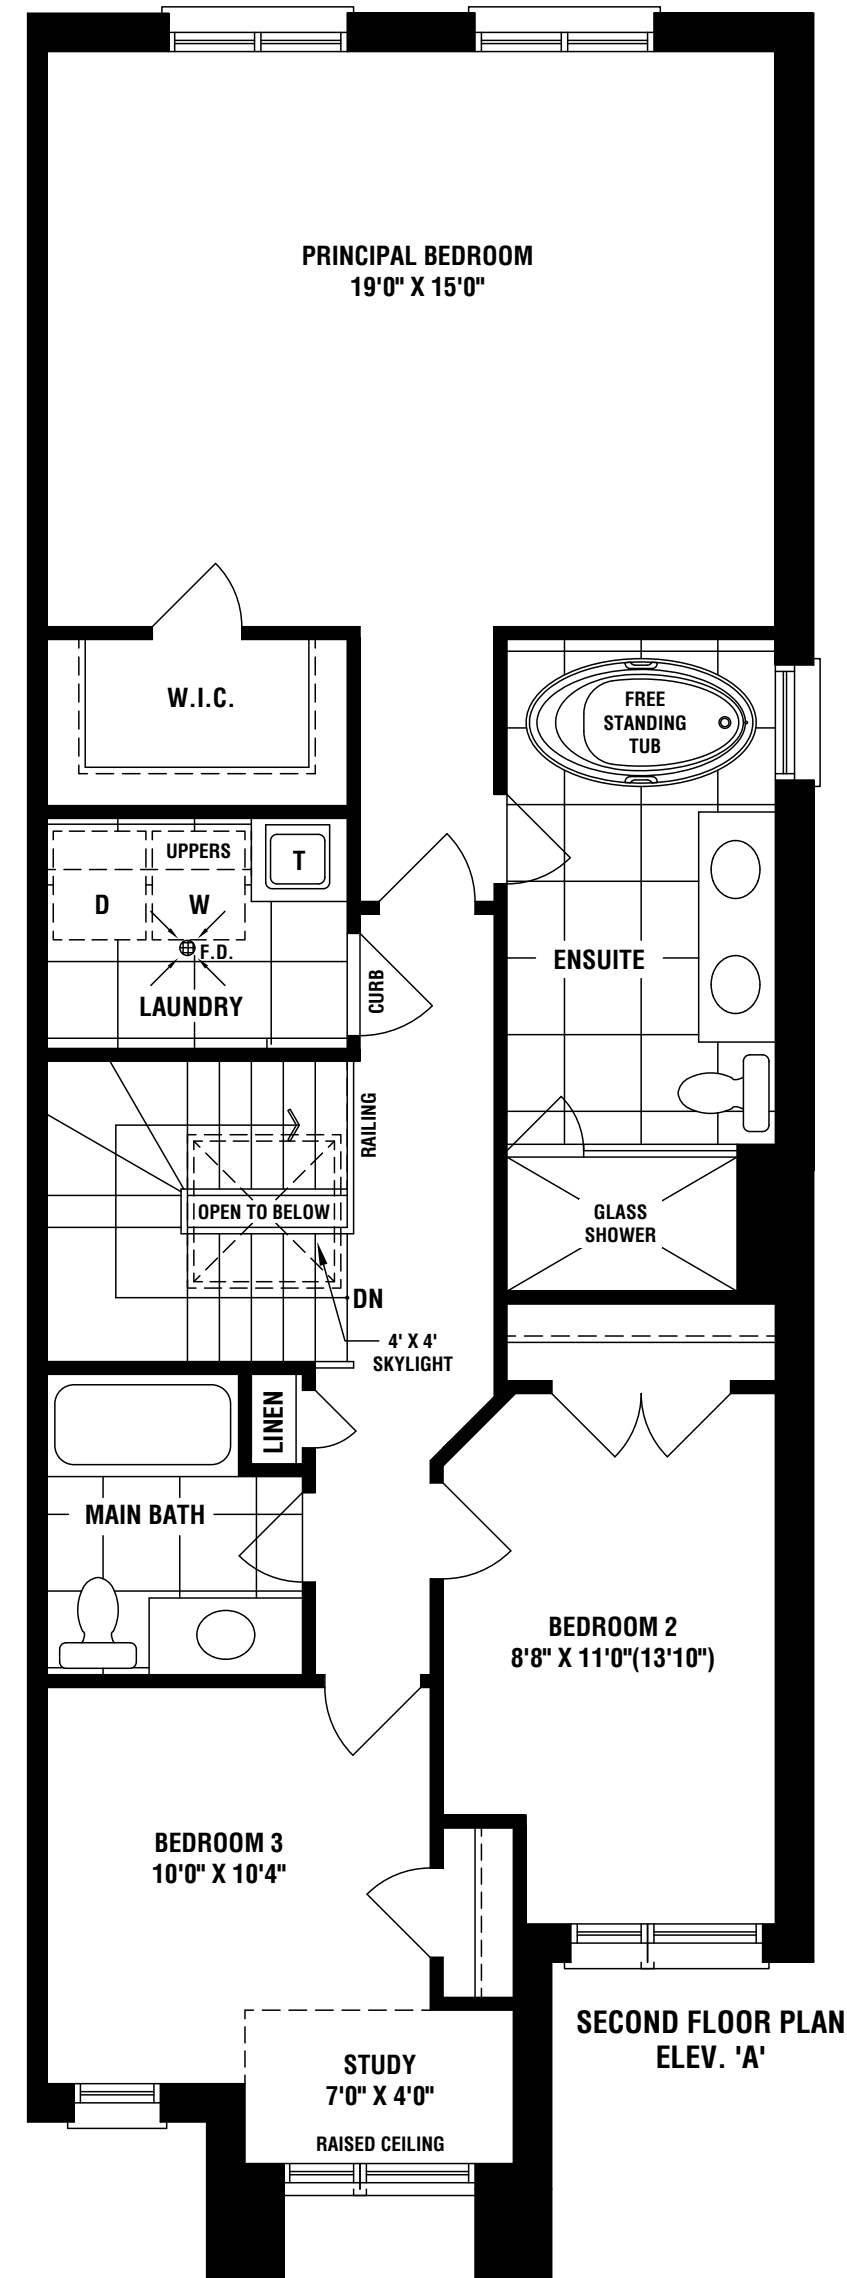 PRINCIPAL BEDROOM
19'0" X 15'0"
W.I.C.
FREE
STANDING
TUB
UPPERS
T
D
W
F.D.
LAUNDRY
CURB
ENSUITE
RAILING
OPEN TO BELOW
GLASS
SHOWER
DN
4' X 4'
SKYLIGHT
LINEN
MAIN BATH
BEDROOM 2
8'8" X 11'0"(13'10")
BEDROOM 3
10'0" X 10'4"
SECOND FLOOR PLAN
ELEV. 'A'
STUDY
7'0" X 4'0"
RAISED CEILING